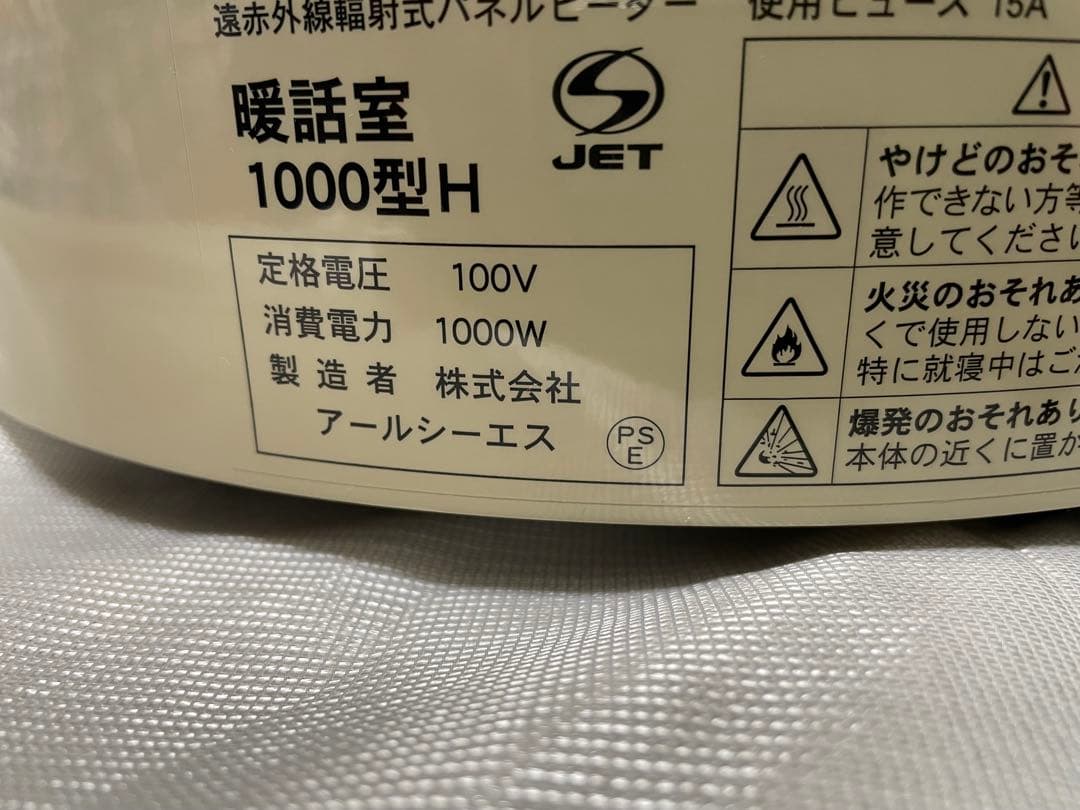 遠赤外線輻射式パネルヒーター
使用ヒューズ 15A
暖話室
1000型H
JET
定格電圧 100V
消費電力 1000W
製造者 株式会社
アールシーエス
PS
E
やけどのおそ
作できない方等
意してください
火災のおそれあ
くで使用しない
特に就寝中はご
爆発のおそれあり
本体の近くに置か